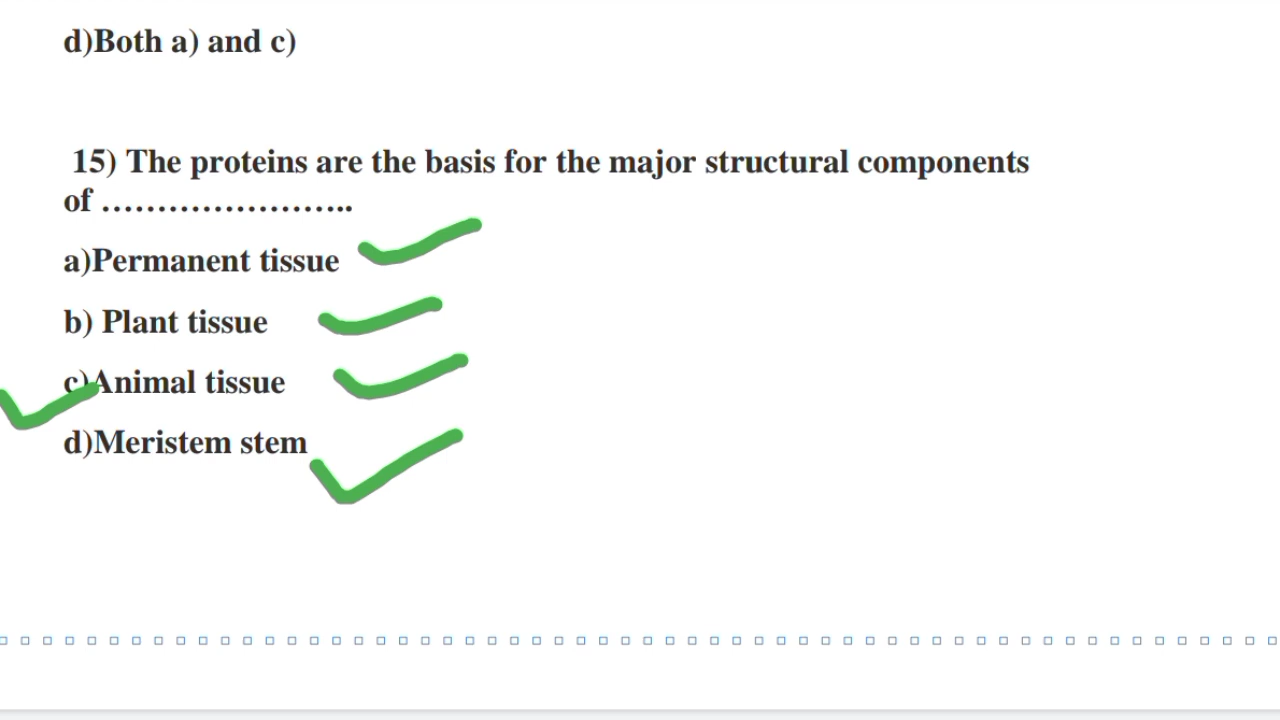 d)Both a) and c)
15) The proteins are the basis for the major structural components
of ……………………..
a)Permanent tissue
b) Plant tissue
c)Animal tissue
d)Meristem stem